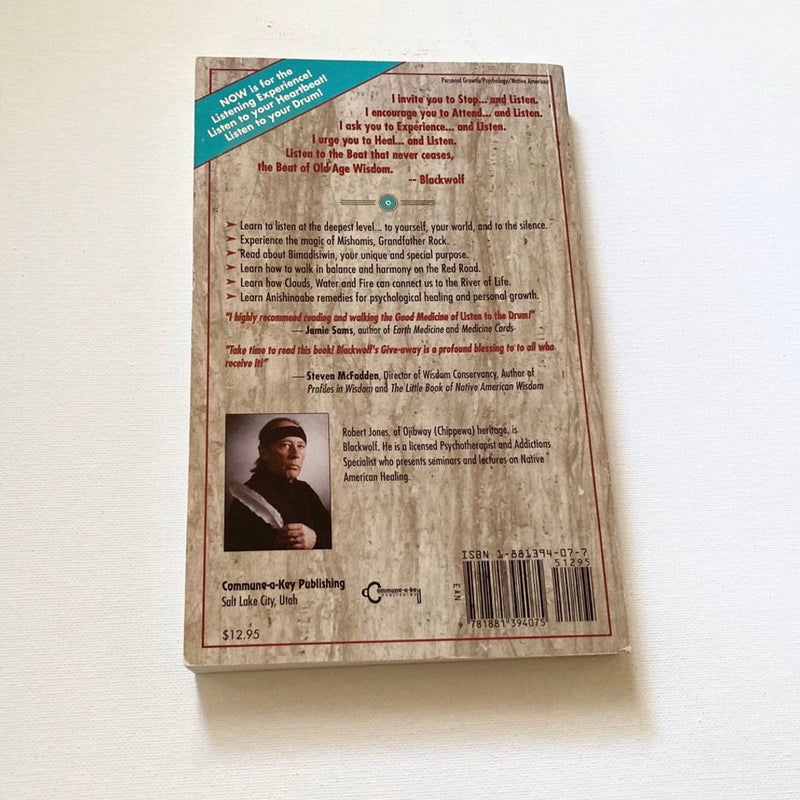 NOW is for the
Listening Experience!
Listen to your Heartbeat!
Listen to your Drum!
Personal Growth/Psychology/Native American
I invite you to Stop... and Listen.
I encourage you to Attend... and Listen.
I ask you to Experience... and Listen.
I urge you to Heal... and Listen.
Listen to the Beat that never ceases,
the Beat of Old Age Wisdom.
-- Blackwolf
Learn to listen at the deepest level... to yourself, your world, and to the silence.
Experience the magic of Mishomis, Grandfather Rock.
Read about Bimadisiwin, your unique and special purpose.
Learn how to walk in balance and harmony on the Red Road.
Learn how Clouds, Water and Fire can connect us to the River of Life.
Learn Anishinaabe remedies for psychological healing and personal growth.
"I highly recommend reading and walking the Good Medicine of Listen to the Drum!"
— Jamie Sams, author of Earth Medicine and Medicine Cards
"Take time to read this book! Blackwolf's Give-away is a profound blessing to to all who
receive it!"
— Steven McFadden, Director of Wisdom Conservancy, Author of
Profiles in Wisdom and The Little Book of Native American Wisdom
Robert Jones, of Ojibway (Chippewa) heritage, is
Blackwolf. He is a licensed Psychotherapist and Addictions
Specialist who presents seminars and lectures on Native
American Healing.
Commune-a-Key Publishing
Salt Lake City, Utah
Commune-a-Key
PUBLISHING
$12.95
ISBN 1-881394-07-7
51295
EAN
9 781881 394075